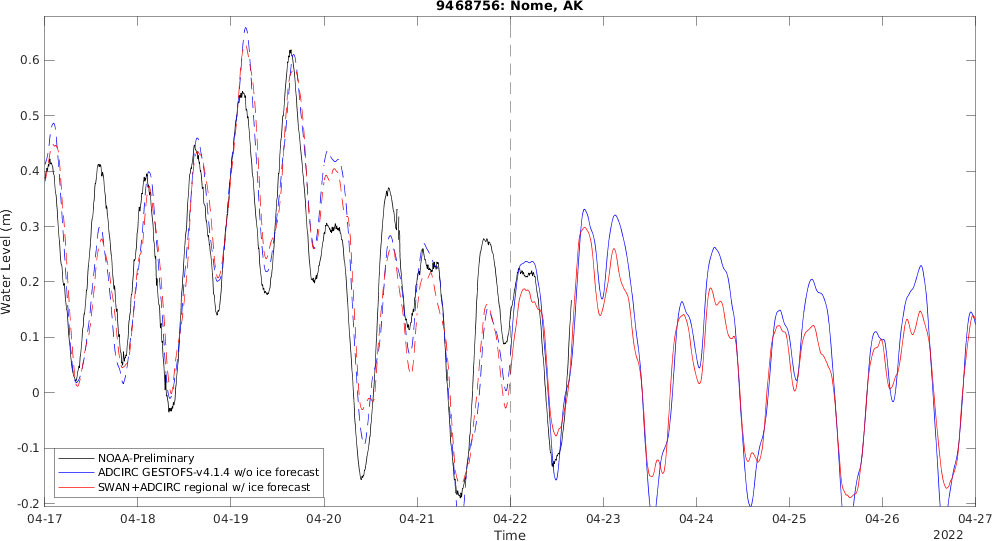 9468756: Nome, AK
Water Level (m)
0.6
0.5
0.4
0.3
0.2
0.1
0
-0.1
-0.2
NOAA-Preliminary
ADCIRC GESTOFS-v4.1.4 w/o ice forecast
SWAN+ADCIRC regional w/ ice forecast
04-17 04-18 04-19 04-20 04-21 04-22 04-23 04-24 04-25 04-26 04-27
Time
2022